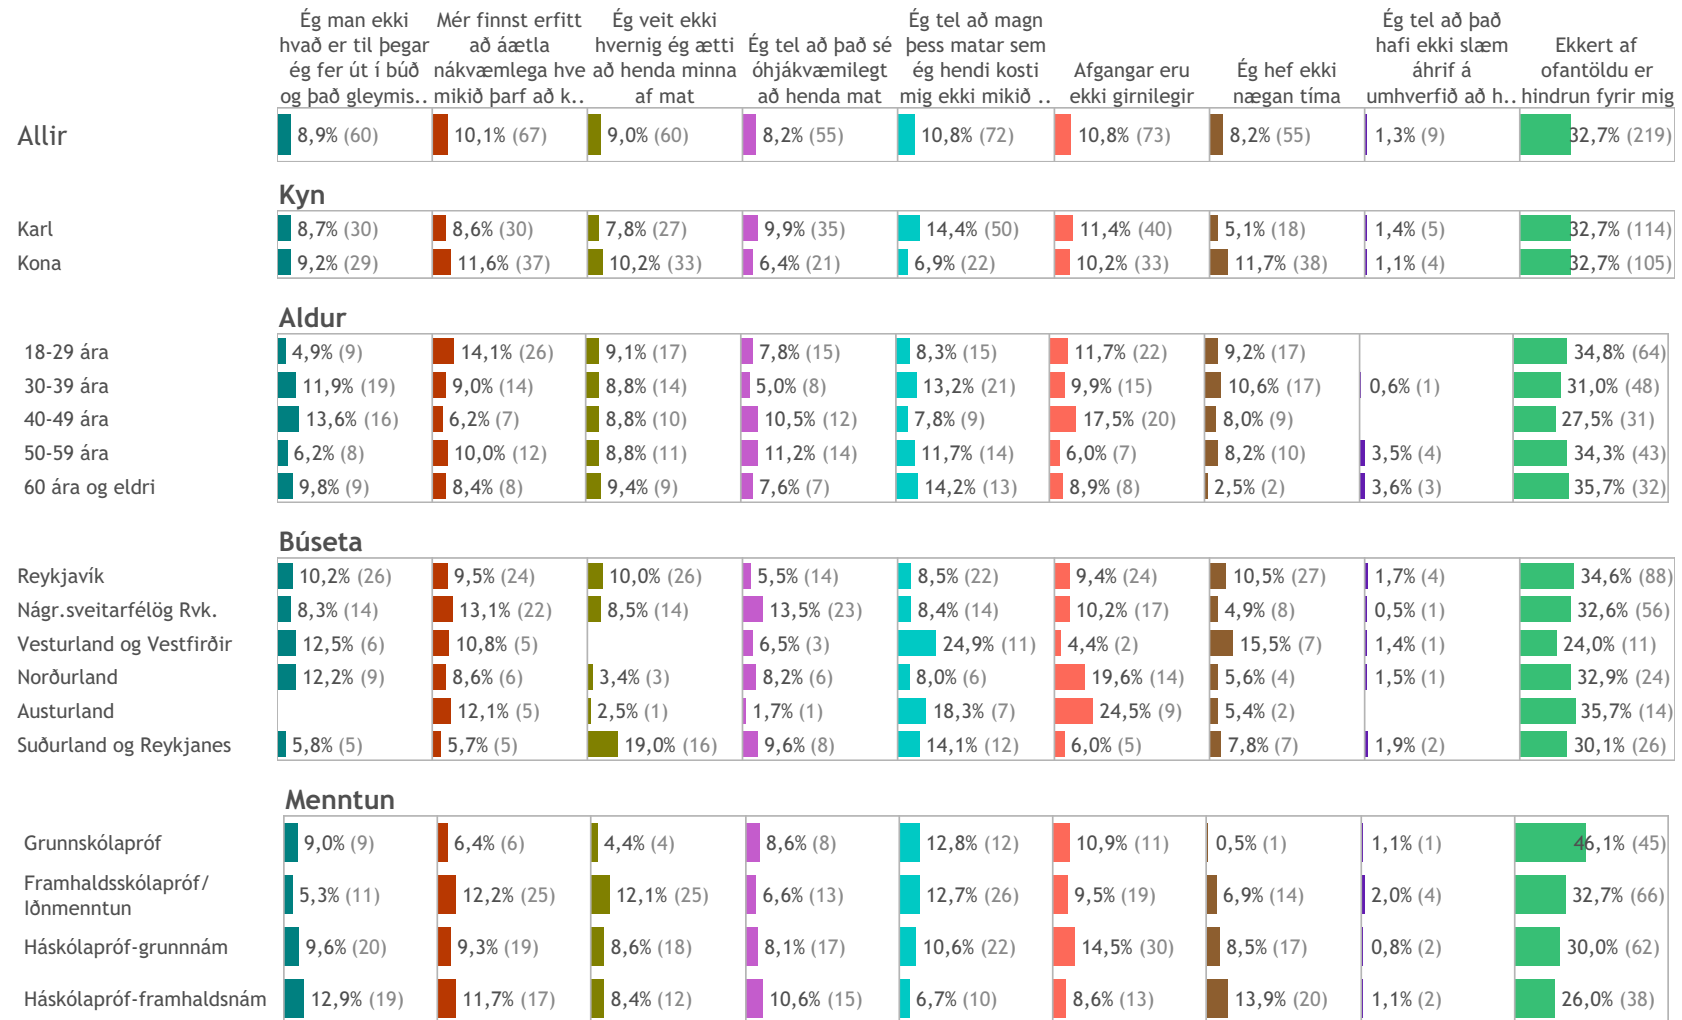 Ég man ekki hvað er til þegar ég fer út í búð og það gleymis..
Mér finnst erfitt að áætla nákvæmlega hve mikið þarf að k..
Ég veit ekki hvernig ég ætti að henda minna af mat
Ég tel að það sé óhjákvæmilegt að henda mat
Ég tel að magn þess matar sem ég hendi kosti mig ekki mikið ..
Afgangar eru ekki girnilegir
Ég hef ekki nægan tíma
Ég tel að það hafi ekki slæm áhrif á umhverfið að h..
Ekkert af ofantöldu er hindrun fyrir mig
Allir 8,9% (60) 10,1% (67) 9,0% (60) 8,2% (55) 10,8% (72) 10,8% (73) 8,2% (55) 1,3% (9) 32,7% (219)
Kyn
Karl 8,7% (30) 8,6% (30) 7,8% (27) 9,9% (35) 14,4% (50) 11,4% (40) 5,1% (18) 1,4% (5) 32,7% (114)
Kona 9,2% (29) 11,6% (37) 10,2% (33) 6,4% (21) 6,9% (22) 10,2% (33) 11,7% (38) 1,1% (4) 32,7% (105)
Aldur
18-29 ára 4,9% (9) 14,1% (26) 9,1% (17) 7,8% (15) 8,3% (15) 11,7% (22) 9,2% (17) 34,8% (64)
30-39 ára 11,9% (19) 9,0% (14) 8,8% (14) 5,0% (8) 13,2% (21) 9,9% (15) 10,6% (17) 0,6% (1) 31,0% (48)
40-49 ára 13,6% (16) 6,2% (7) 8,8% (10) 10,5% (12) 7,8% (9) 17,5% (20) 8,0% (9) 27,5% (31)
50-59 ára 6,2% (8) 10,0% (12) 8,8% (11) 11,2% (14) 11,7% (14) 6,0% (7) 8,2% (10) 3,5% (4) 34,3% (43)
60 ára og eldri 9,8% (9) 8,4% (8) 9,4% (9) 7,6% (7) 14,2% (13) 8,9% (8) 2,5% (2) 3,6% (3) 35,7% (32)
Búseta
Reykjavík 10,2% (26) 9,5% (24) 10,0% (26) 5,5% (14) 8,5% (22) 9,4% (24) 10,5% (27) 1,7% (4) 34,6% (88)
Nágr.sveitarfélög Rvk. 8,3% (14) 13,1% (22) 8,5% (14) 13,5% (23) 8,4% (14) 10,2% (17) 4,9% (8) 0,5% (1) 32,6% (56)
Vesturland og Vestfirðir 12,5% (6) 10,8% (5) 6,5% (3) 24,9% (11) 4,4% (2) 15,5% (7) 1,4% (1) 24,0% (11)
Norðurland 12,2% (9) 8,6% (6) 3,4% (3) 8,2% (6) 8,0% (6) 19,6% (14) 5,6% (4) 1,5% (1) 32,9% (24)
Austurland 12,1% (5) 2,5% (1) 1,7% (1) 18,3% (7) 24,5% (9) 5,4% (2) 35,7% (14)
Suðurland og Reykjanes 5,8% (5) 5,7% (5) 19,0% (16) 9,6% (8) 14,1% (12) 6,0% (5) 7,8% (7) 1,9% (2) 30,1% (26)
Menntun
Grunnskólapróf 9,0% (9) 6,4% (6) 4,4% (4) 8,6% (8) 12,8% (12) 10,9% (11) 0,5% (1) 1,1% (1) 46,1% (45)
Framhaldsskólapróf/
Iðnmenntun 5,3% (11) 12,2% (25) 12,1% (25) 6,6% (13) 12,7% (26) 9,5% (19) 6,9% (14) 2,0% (4) 32,7% (66)
Háskólapróf-grunnnám 9,6% (20) 9,3% (19) 8,6% (18) 8,1% (17) 10,6% (22) 14,5% (30) 8,5% (17) 0,8% (2) 30,0% (62)
Háskólapróf-framhaldsnám 12,9% (19) 11,7% (17) 8,4% (12) 10,6% (15) 6,7% (10) 8,6% (13) 13,9% (20) 1,1% (2) 26,0% (38)